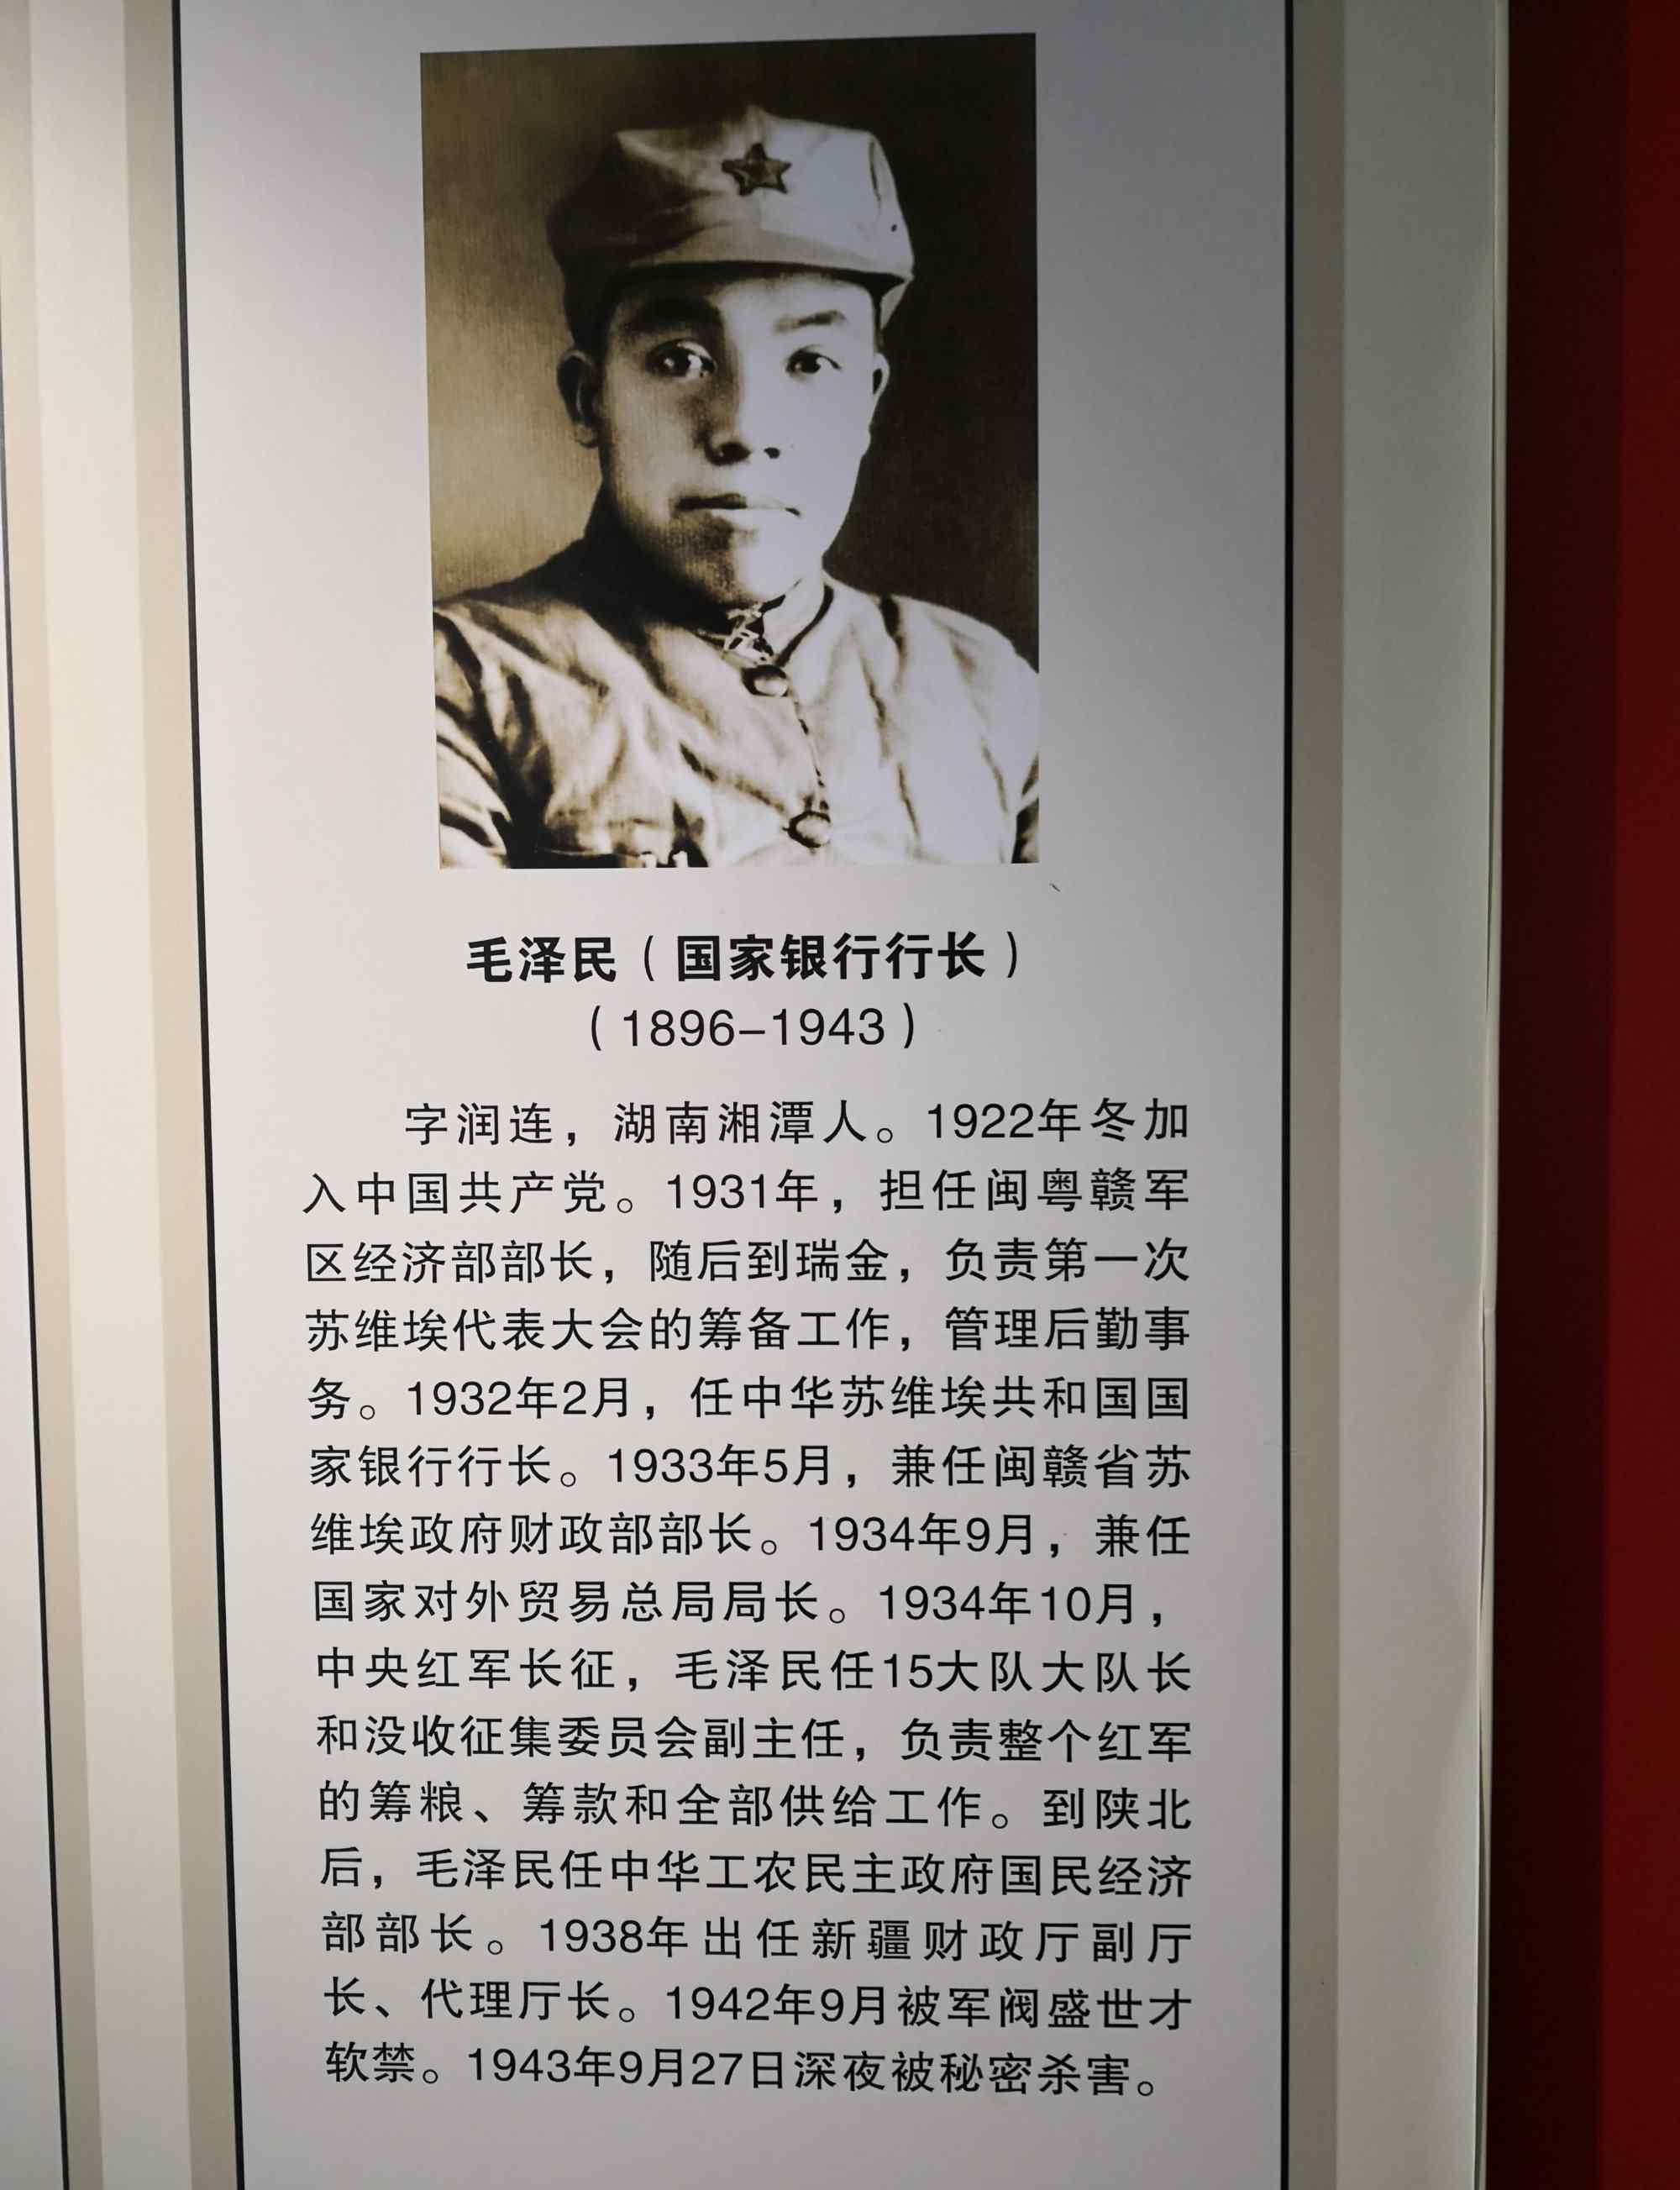 毛泽民（国家银行行长）
（1896–1943）
字润连，湖南湘潭人。1922年冬加
入中国共产党。1931年，担任闽粤赣军
区经济部部长，随后到瑞金，负责第一次
苏维埃代表大会的筹备工作，管理后勤事
务。1932年2月，任中华苏维埃共和国国
家银行行长。1933年5月，兼任闽赣省苏
维埃政府财政部部长。1934年9月，兼任
国家对外贸易总局局长。1934年10月，
中央红军长征，毛泽民任15大队大队长
和没收征集委员会副主任，负责整个红军
的筹粮、筹款和全部供给工作。到陕北
后，毛泽民任中华工农民主政府国民经济
部部长。1938年出任新疆财政厅副厅
长、代理厅长。1942年9月被军阀盛世才
软禁。1943年9月27日深夜被秘密杀害。